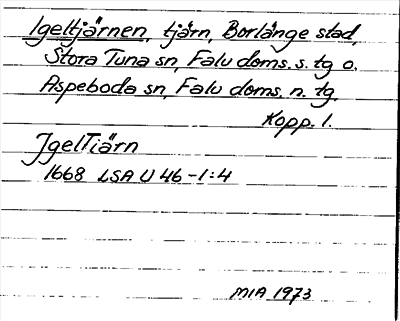 Igeltjärnen, tjärn, Borlänge stad,
Stora Tuna sn, Falu doms. s. tg o.
Aspeboda sn, Falu doms. n. tg.
Kopp. l.
JgelTiärn
1668 LSA U 46-1:4
MIA 1973